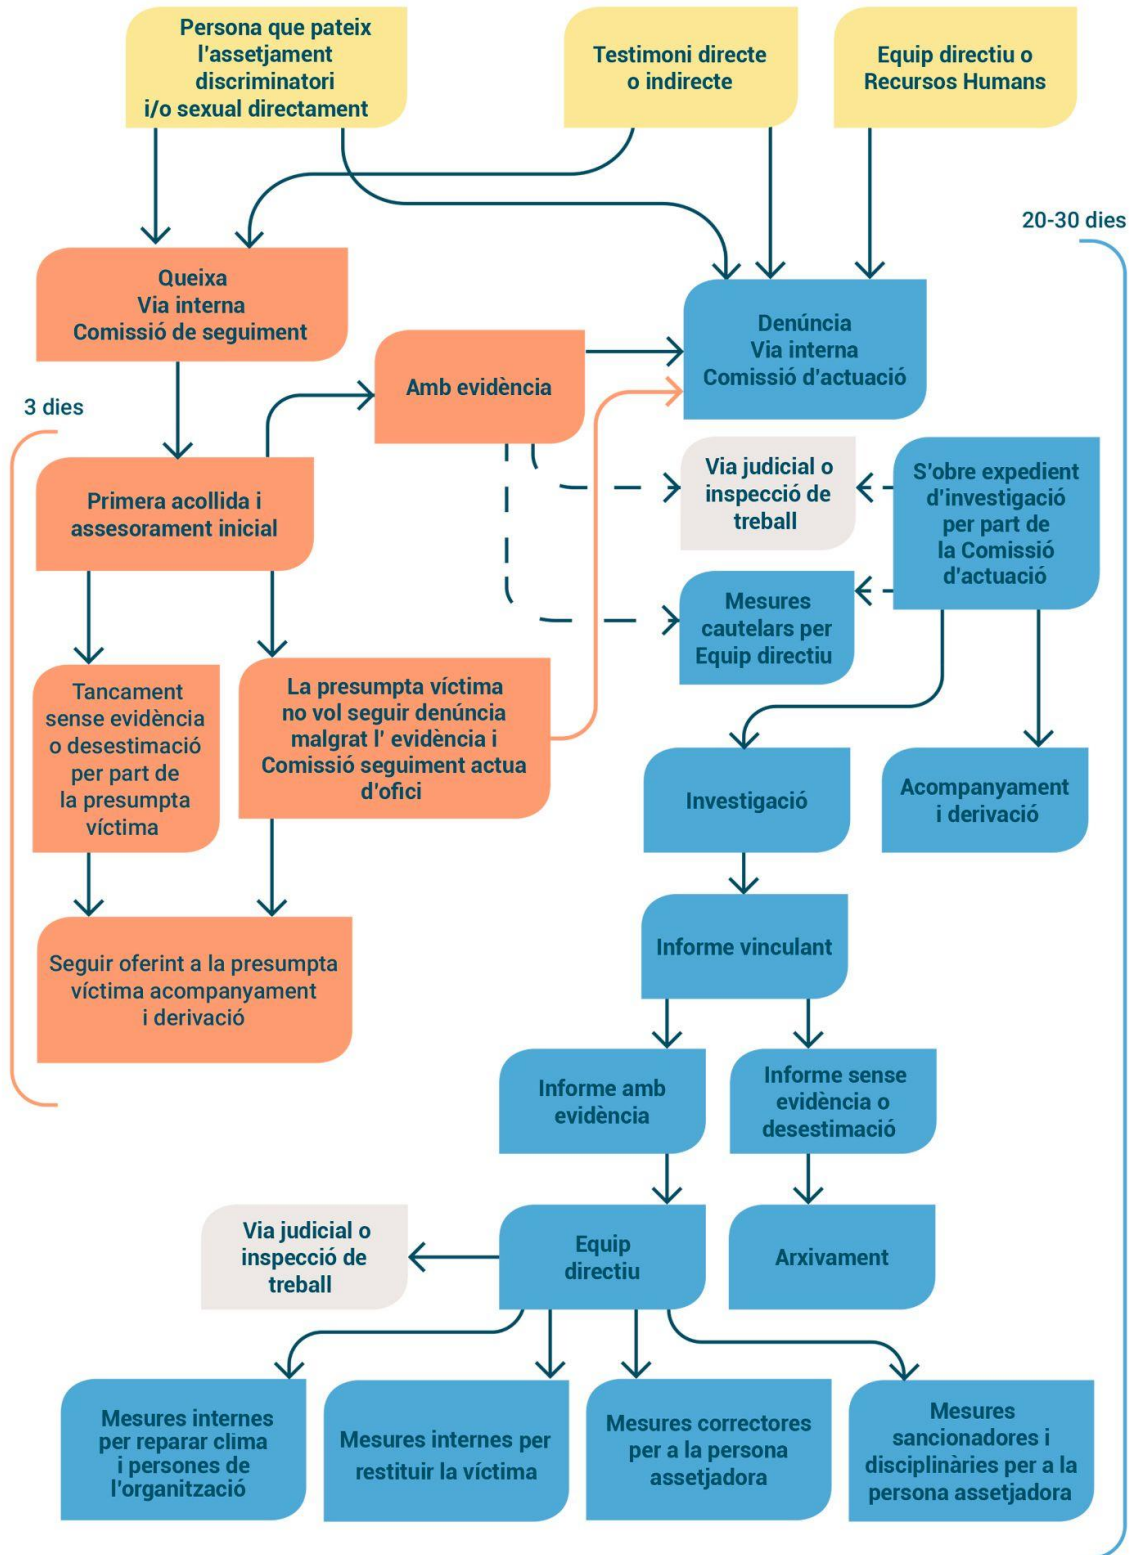 Persona que pateix
l'assetjament
discriminatori
i/o sexual directament
Testimoni directe
o indirecte
Equip directiu o
Recursos Humans
20-30 dies
Queixa
Via interna
Comissió de seguiment
Denúncia
Via interna
Comissió d'actuació
Amb evidència
3 dies
Via judicial o
inspecció de
treball
S'obre expedient
d'investigació
per part de
la Comissió
d'actuació
Primera acollida i
assesorament inicial
Mesures
cautelars per
Equip directiu
Tancament
sense evidència
o desestimació
per part de
la presumpta
víctima
La presumpta víctima
no vol seguir denúncia
malgrat l' evidència i
Comissió seguiment actua
d'ofici
Investigació
Acompanyament
i derivació
Informe vinculant
Seguir oferint a la presumpta
víctima acompanyament
i derivació
Informe amb
evidència
Informe sense
evidència o
desestimació
Via judicial o
inspecció de
treball
Equip
directiu
Arxivament
Mesures internes
per reparar clima
i persones de
l'organització
Mesures internes per
restituir la víctima
Mesures correctores
per a la persona
assetjadora
Mesures
sancionadores i
disciplinàries per a la
persona assetjadora